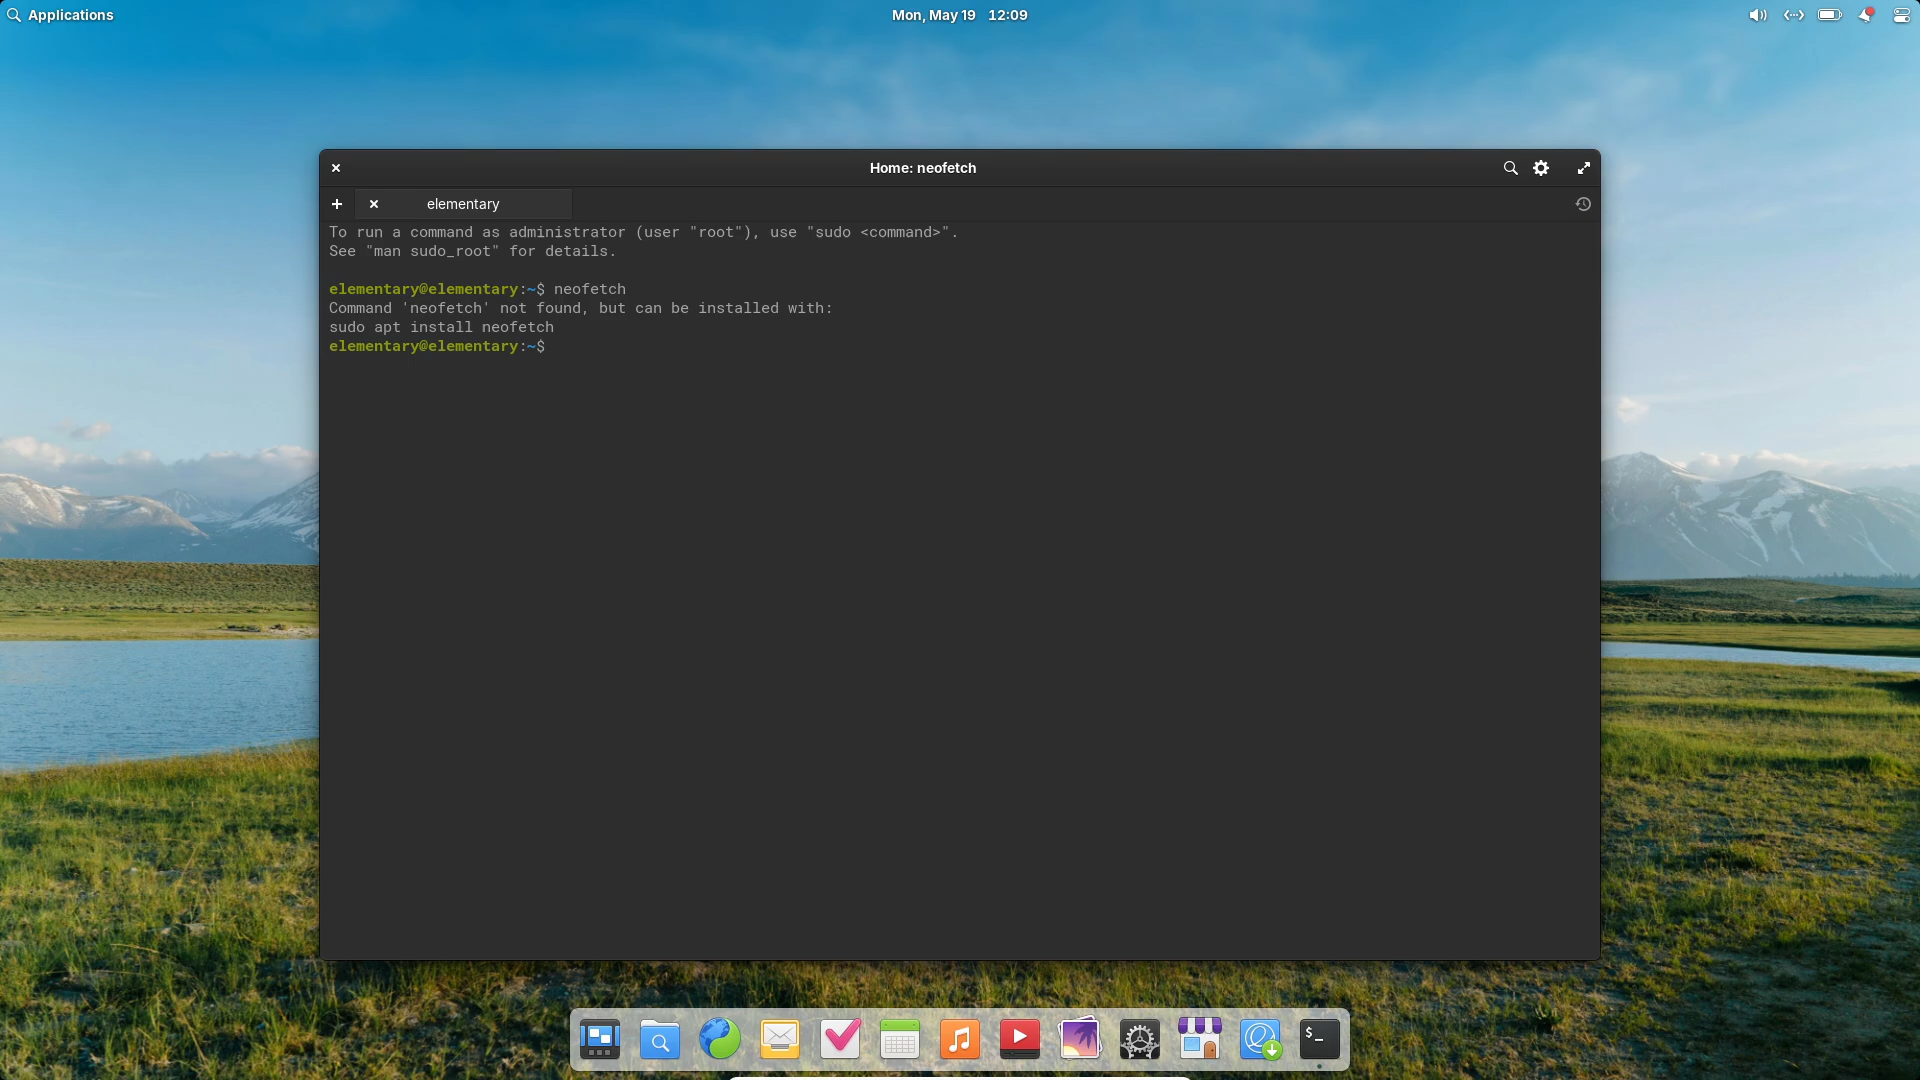 Applications
Mon, May 19 12:09
Home: neofetch
elementary
To run a command as administrator (user "root"), use "sudo <command>".
See "man sudo_root" for details.
elementary@elementary:~$ neofetch
Command 'neofetch' not found, but can be installed with:
sudo apt install neofetch
elementary@elementary:~$